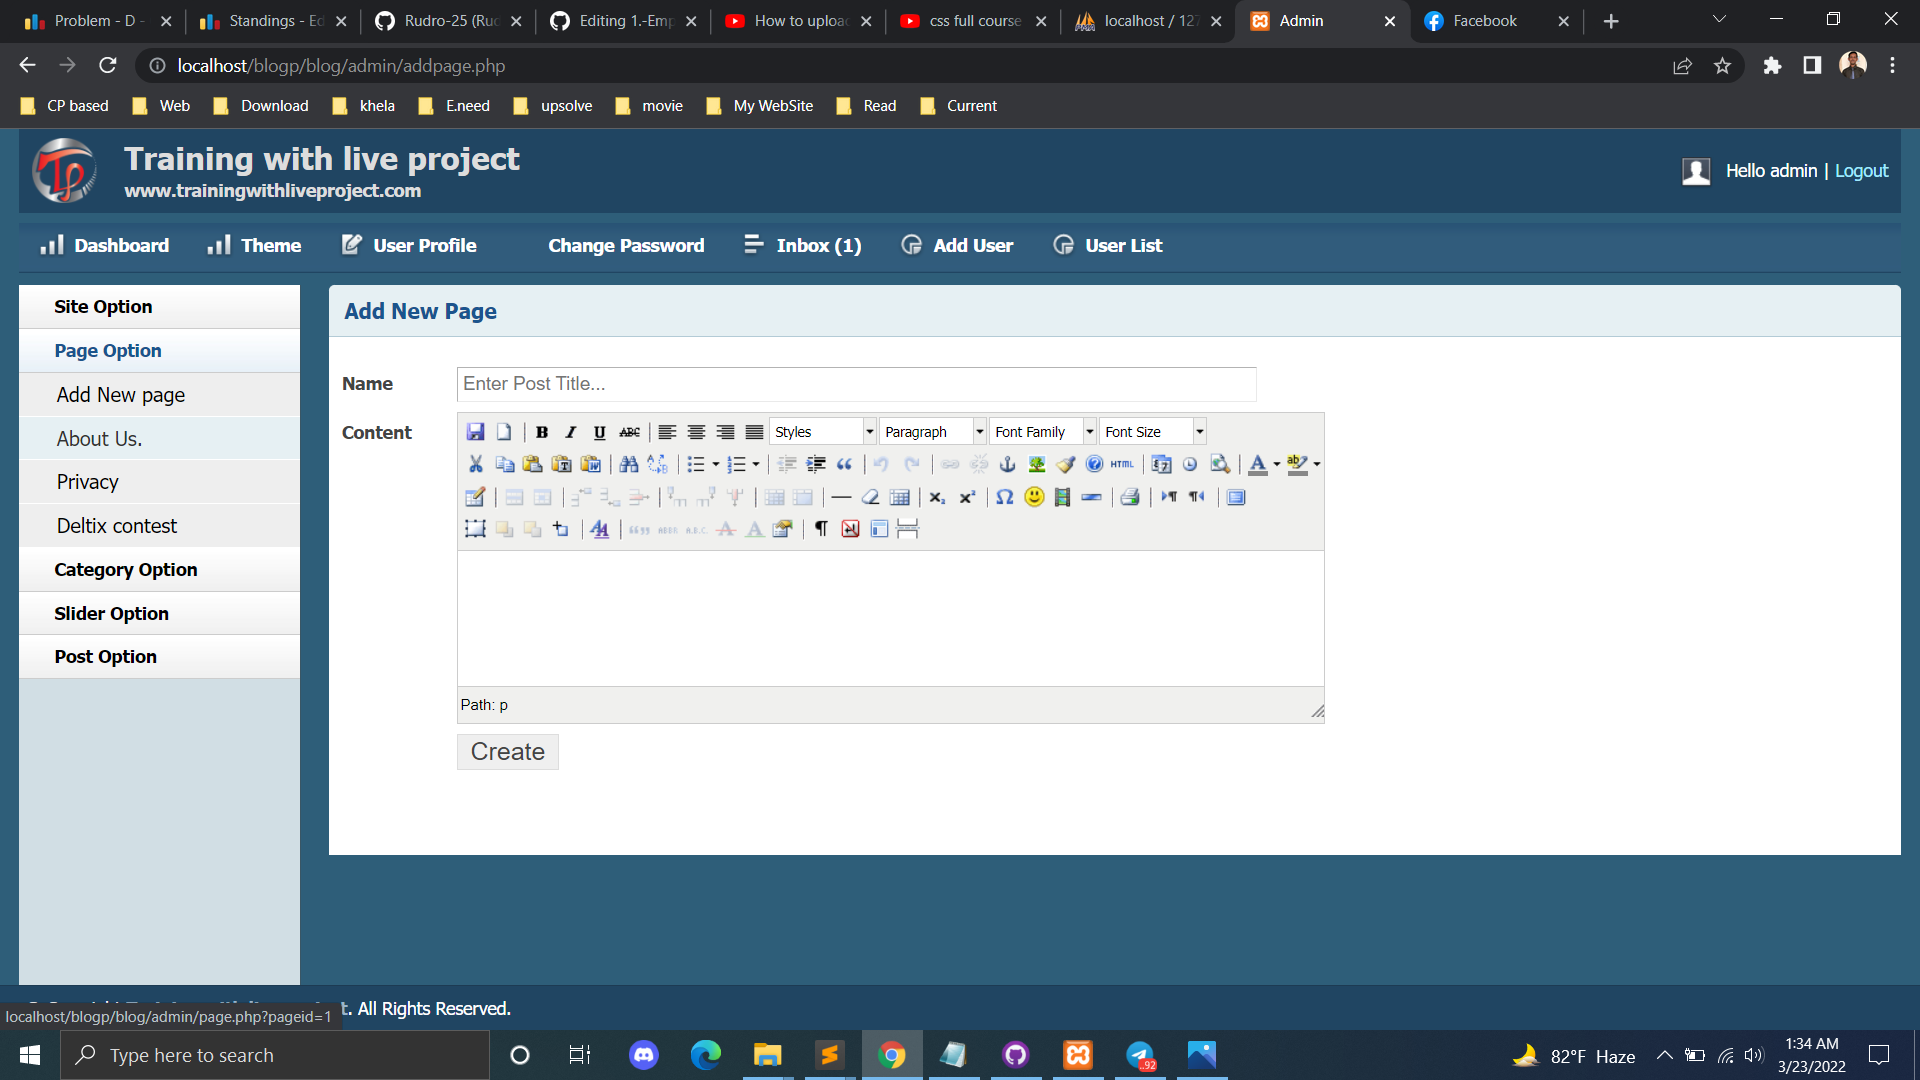 Problem - D -
Standings - Ed
Rudro-25 (Rud
Editing 1.-Emp
How to uploa
css full course
localhost / 127
Admin
Facebook
localhost/blogp/blog/admin/addpage.php
CP based
Web
Download
khela
E.need
upsolve
movie
My WebSite
Read
Current
Training with live project
www.trainingwithliveproject.com
Hello admin | Logout
Dashboard
Theme
User Profile
Change Password
Inbox (1)
Add User
User List
Site Option
Page Option
Add New page
About Us.
Privacy
Deltix contest
Category Option
Slider Option
Post Option
Add New Page
Name
Enter Post Title...
Content
B I U ABC
Styles
Paragraph
Font Family
Font Size
HTML
Path: p
Create
t. All Rights Reserved.
localhost/blogp/blog/admin/page.php?pageid=1
Type here to search
..92
82°F Haze
1:34 AM
3/23/2022